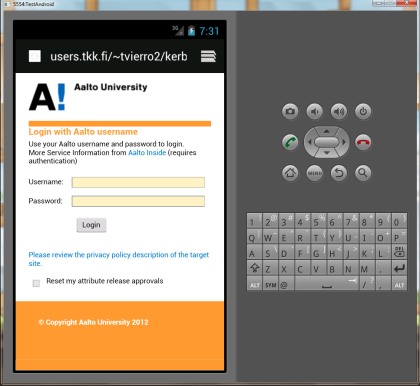 5554:TestAndroid
3G 7:31
users.tkk.fi/~tvierro2/kerb
A! Aalto University
Login with Aalto username
Use your Aalto username and password to login.
More Service Information from Aalto Inside (requires
authentication)
Username:
Password:
Login
Please review the privacy policy description of the target
site.
Reset my attribute release approvals
© Copyright Aalto University 2012
MENU
1 2 3 4 5 6 7 8 9 0
Q W E R T Y U I O P
A S D F G H J K L DEL
Z X C V B N M .
ALT SYM @ / , ALT